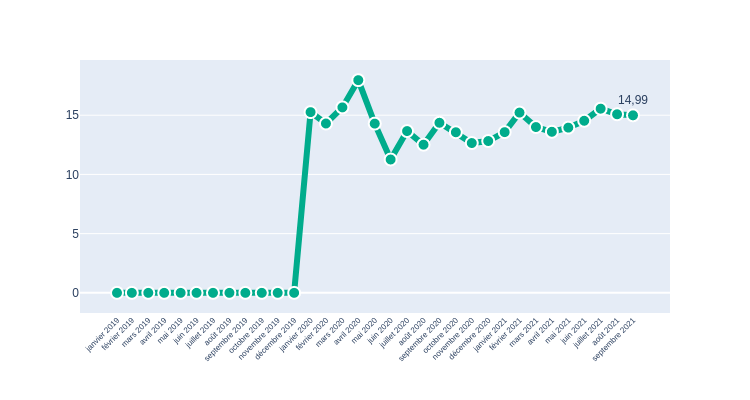 14,99
15
10
5
0
janvier 2019
février 2019
mars 2019
avril 2019
mai 2019
juin 2019
juillet 2019
août 2019
septembre 2019
octobre 2019
novembre 2019
décembre 2019
janvier 2020
février 2020
mars 2020
avril 2020
mai 2020
juin 2020
juillet 2020
août 2020
septembre 2020
octobre 2020
novembre 2020
décembre 2020
janvier 2021
février 2021
mars 2021
avril 2021
mai 2021
juin 2021
juillet 2021
août 2021
septembre 2021